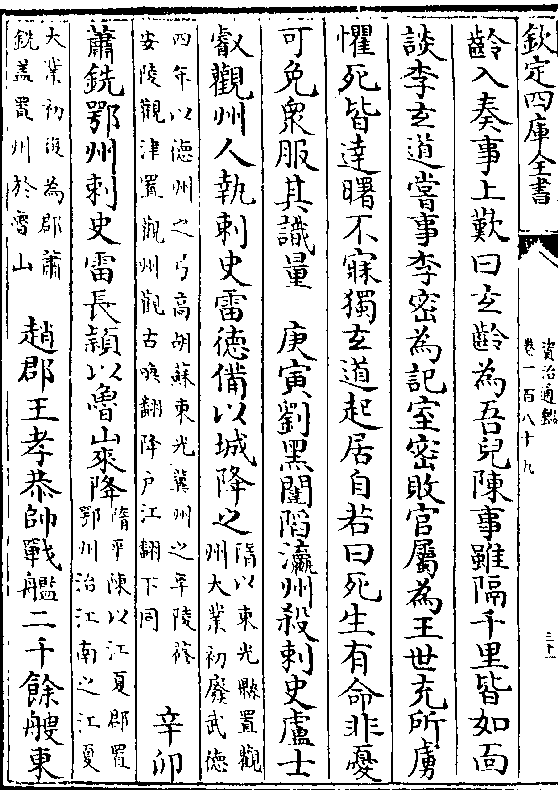 欽定四庫全書
資治通鑑
卷一百八十九
三十一
齡入奏事上歎曰玄齡為吾兒陳事雖隔千里皆如面
談李玄道嘗事李密為記室密敗官屬為王世充所虜
懼死皆達曙不寐獨玄道起居自若曰死生有命非憂
可免衆服其識量　庚寅劉黑闥陷瀛州殺刺史盧士
叡觀州人執刺史雷德備以城降之隋以東光縣置觀
州大業初廢武德
四年以德州之弓高胡蘇東光冀州之阜陵蓨
安陵觀津置觀州觀古喚翻降户江翻下同
辛卯
蕭銑鄂州刺史雷長潁以魯山來降隋平陳以江夏郡置
鄂州治江南之江夏
大業初復為郡蕭
銑盖置州於魯山
趙郡王孝恭帥戰艦二千餘艘東